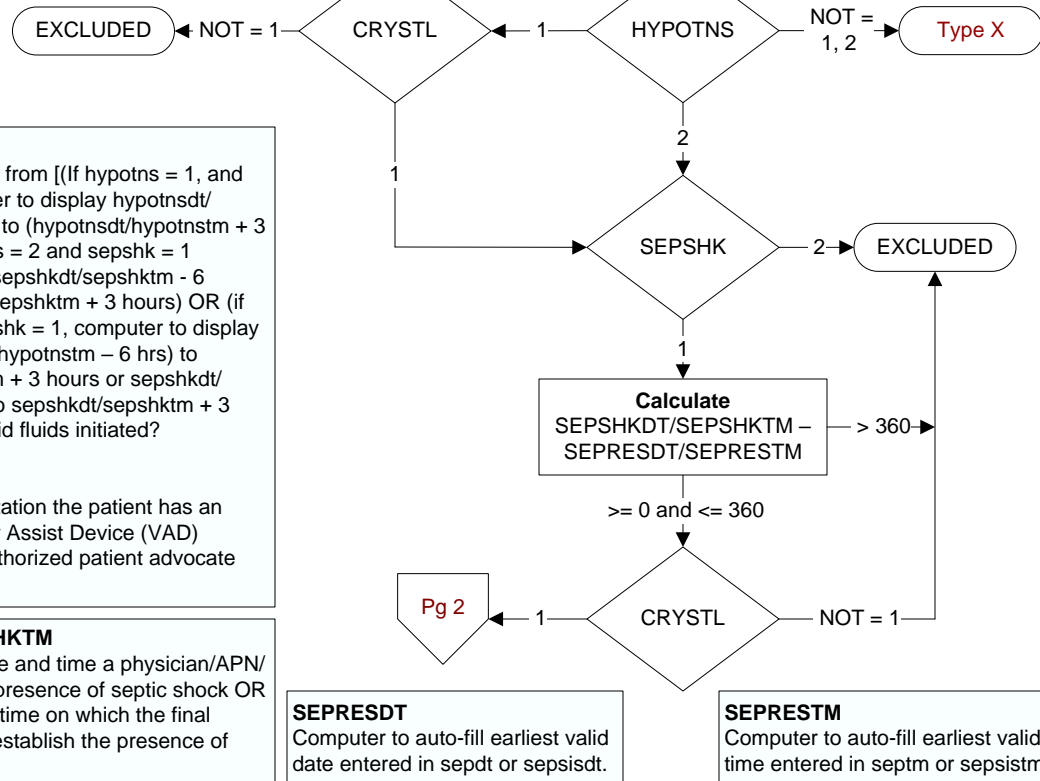 EXCLUDED
NOT = 1
CRYSTL
1
HYPOTNS
NOT =
1, 2
Type X
1
2
from [(If hypotns = 1, and
er to display hypotnsdt/
to (hypotnsdt/hypotnstm + 3
s = 2 and sepshk = 1
sepshkdt/sepshktm - 6
sepshktm + 3 hours) OR (if
shk = 1, computer to display
hypotnstm – 6 hrs) to
+ 3 hours or sepshkdt/
to sepshkdt/sepshktm + 3
id fluids initiated?
tation the patient has an
Assist Device (VAD)
thorized patient advocate
SEPSHK
2
EXCLUDED
1
Calculate
SEPSHKDT/SEPSHKTM –
SEPRESDT/SEPRESTM
> 360
>= 0 and <= 360
Pg 2
1
CRYSTL
NOT = 1
HKTM
e and time a physician/APN/
presence of septic shock OR
time on which the final
establish the presence of
SEPRESDT
Computer to auto-fill earliest valid
date entered in sepdt or sepsisdt.
SEPRESTM
Computer to auto-fill earliest valid
time entered in septm or sepsistm